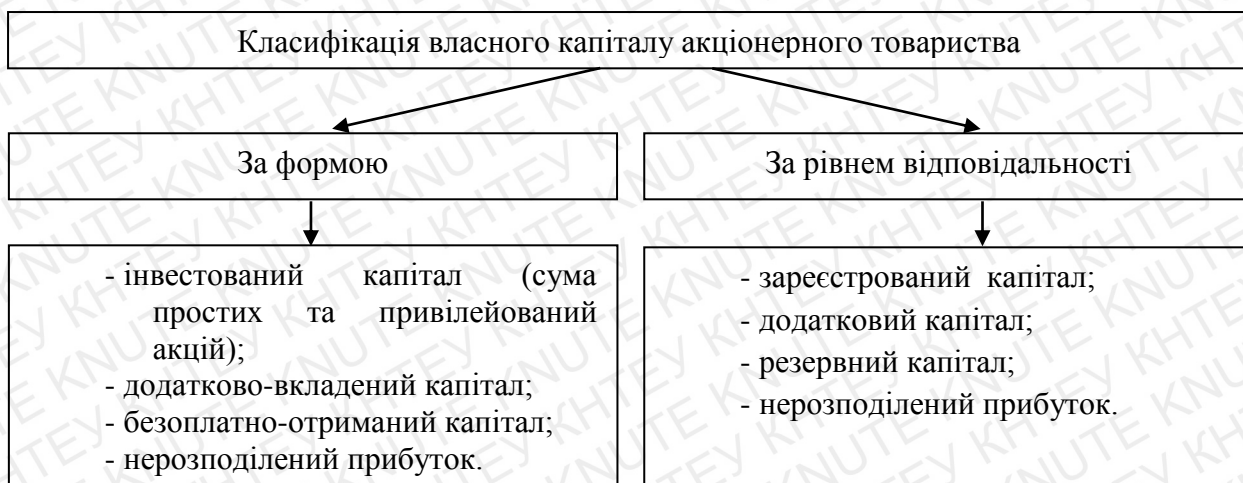 Класифікація власного капіталу акціонерного товариства
За формою
За рівнем відповідальності
- інвестований капітал (сума
простих та привілейований
акцій);
- додатково-вкладений капітал;
- безоплатно-отриманий капітал;
- нерозподілений прибуток.
- зареєстрований капітал;
- додатковий капітал;
- резервний капітал;
- нерозподілений прибуток.